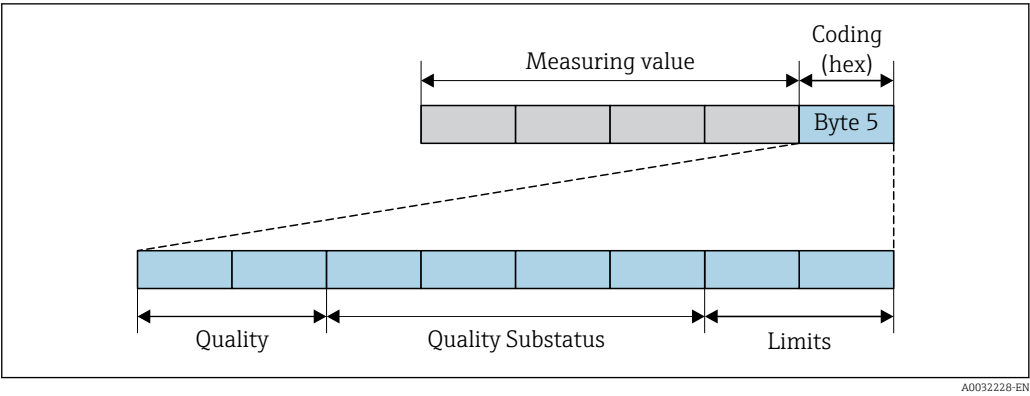 Coding
(hex)
Measuring value
Byte 5
Quality
Quality Substatus
Limits
A0032228-EN